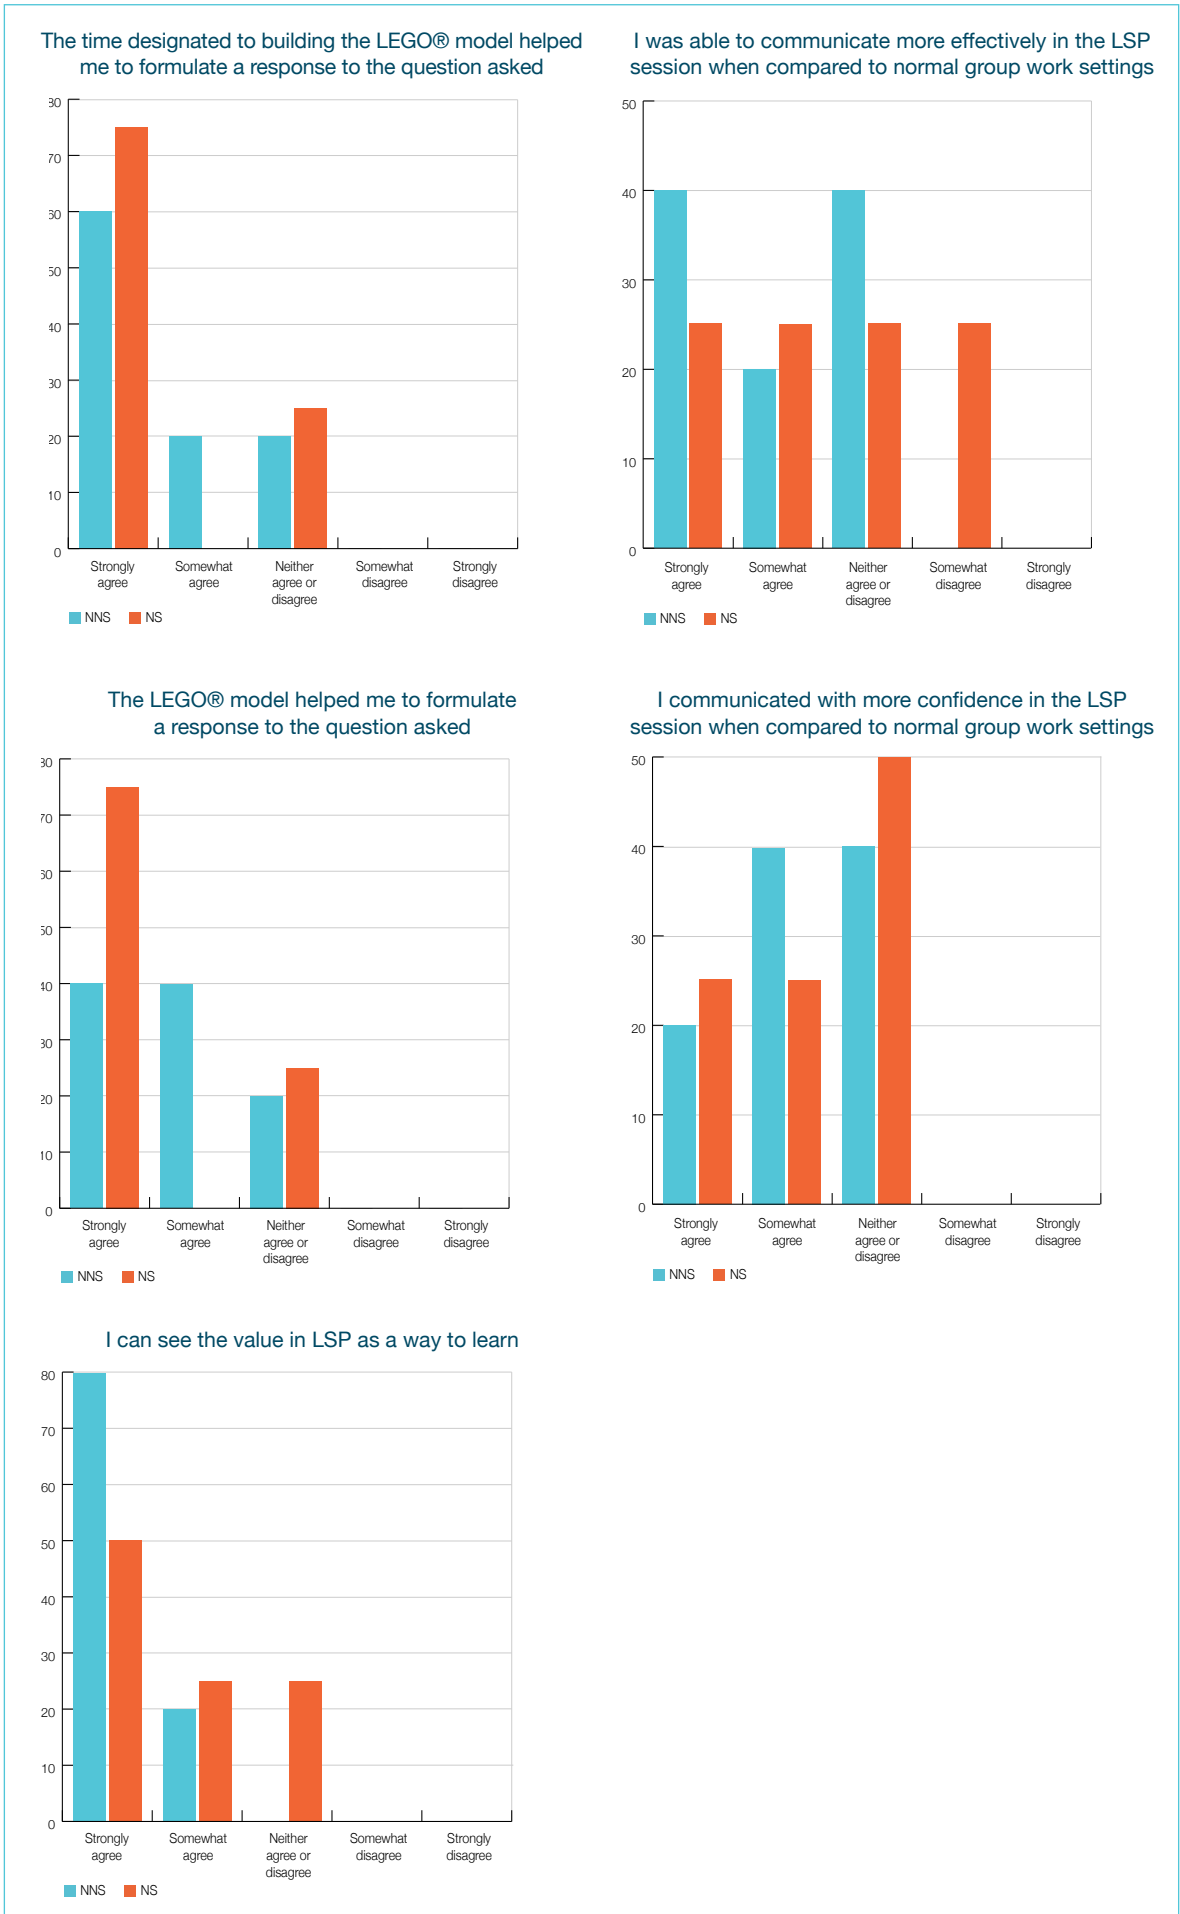 The time designated to building the LEGO® model helped
me to formulate a response to the question asked
80
70
60
50
40
30
20
10
0
Strongly
agree
Somewhat
agree
Neither
agree or
disagree
Somewhat
disagree
Strongly
disagree
NNS NS
I was able to communicate more effectively in the LSP
session when compared to normal group work settings
50
40
30
20
10
0
Strongly
agree
Somewhat
agree
Neither
agree or
disagree
Somewhat
disagree
Strongly
disagree
NNS NS
The LEGO® model helped me to formulate
a response to the question asked
80
70
60
50
40
30
20
10
0
Strongly
agree
Somewhat
agree
Neither
agree or
disagree
Somewhat
disagree
Strongly
disagree
NNS NS
I communicated with more confidence in the LSP
session when compared to normal group work settings
50
40
30
20
10
0
Strongly
agree
Somewhat
agree
Neither
agree or
disagree
Somewhat
disagree
Strongly
disagree
NNS NS
I can see the value in LSP as a way to learn
80
70
60
50
40
30
20
10
0
Strongly
agree
Somewhat
agree
Neither
agree or
disagree
Somewhat
disagree
Strongly
disagree
NNS NS